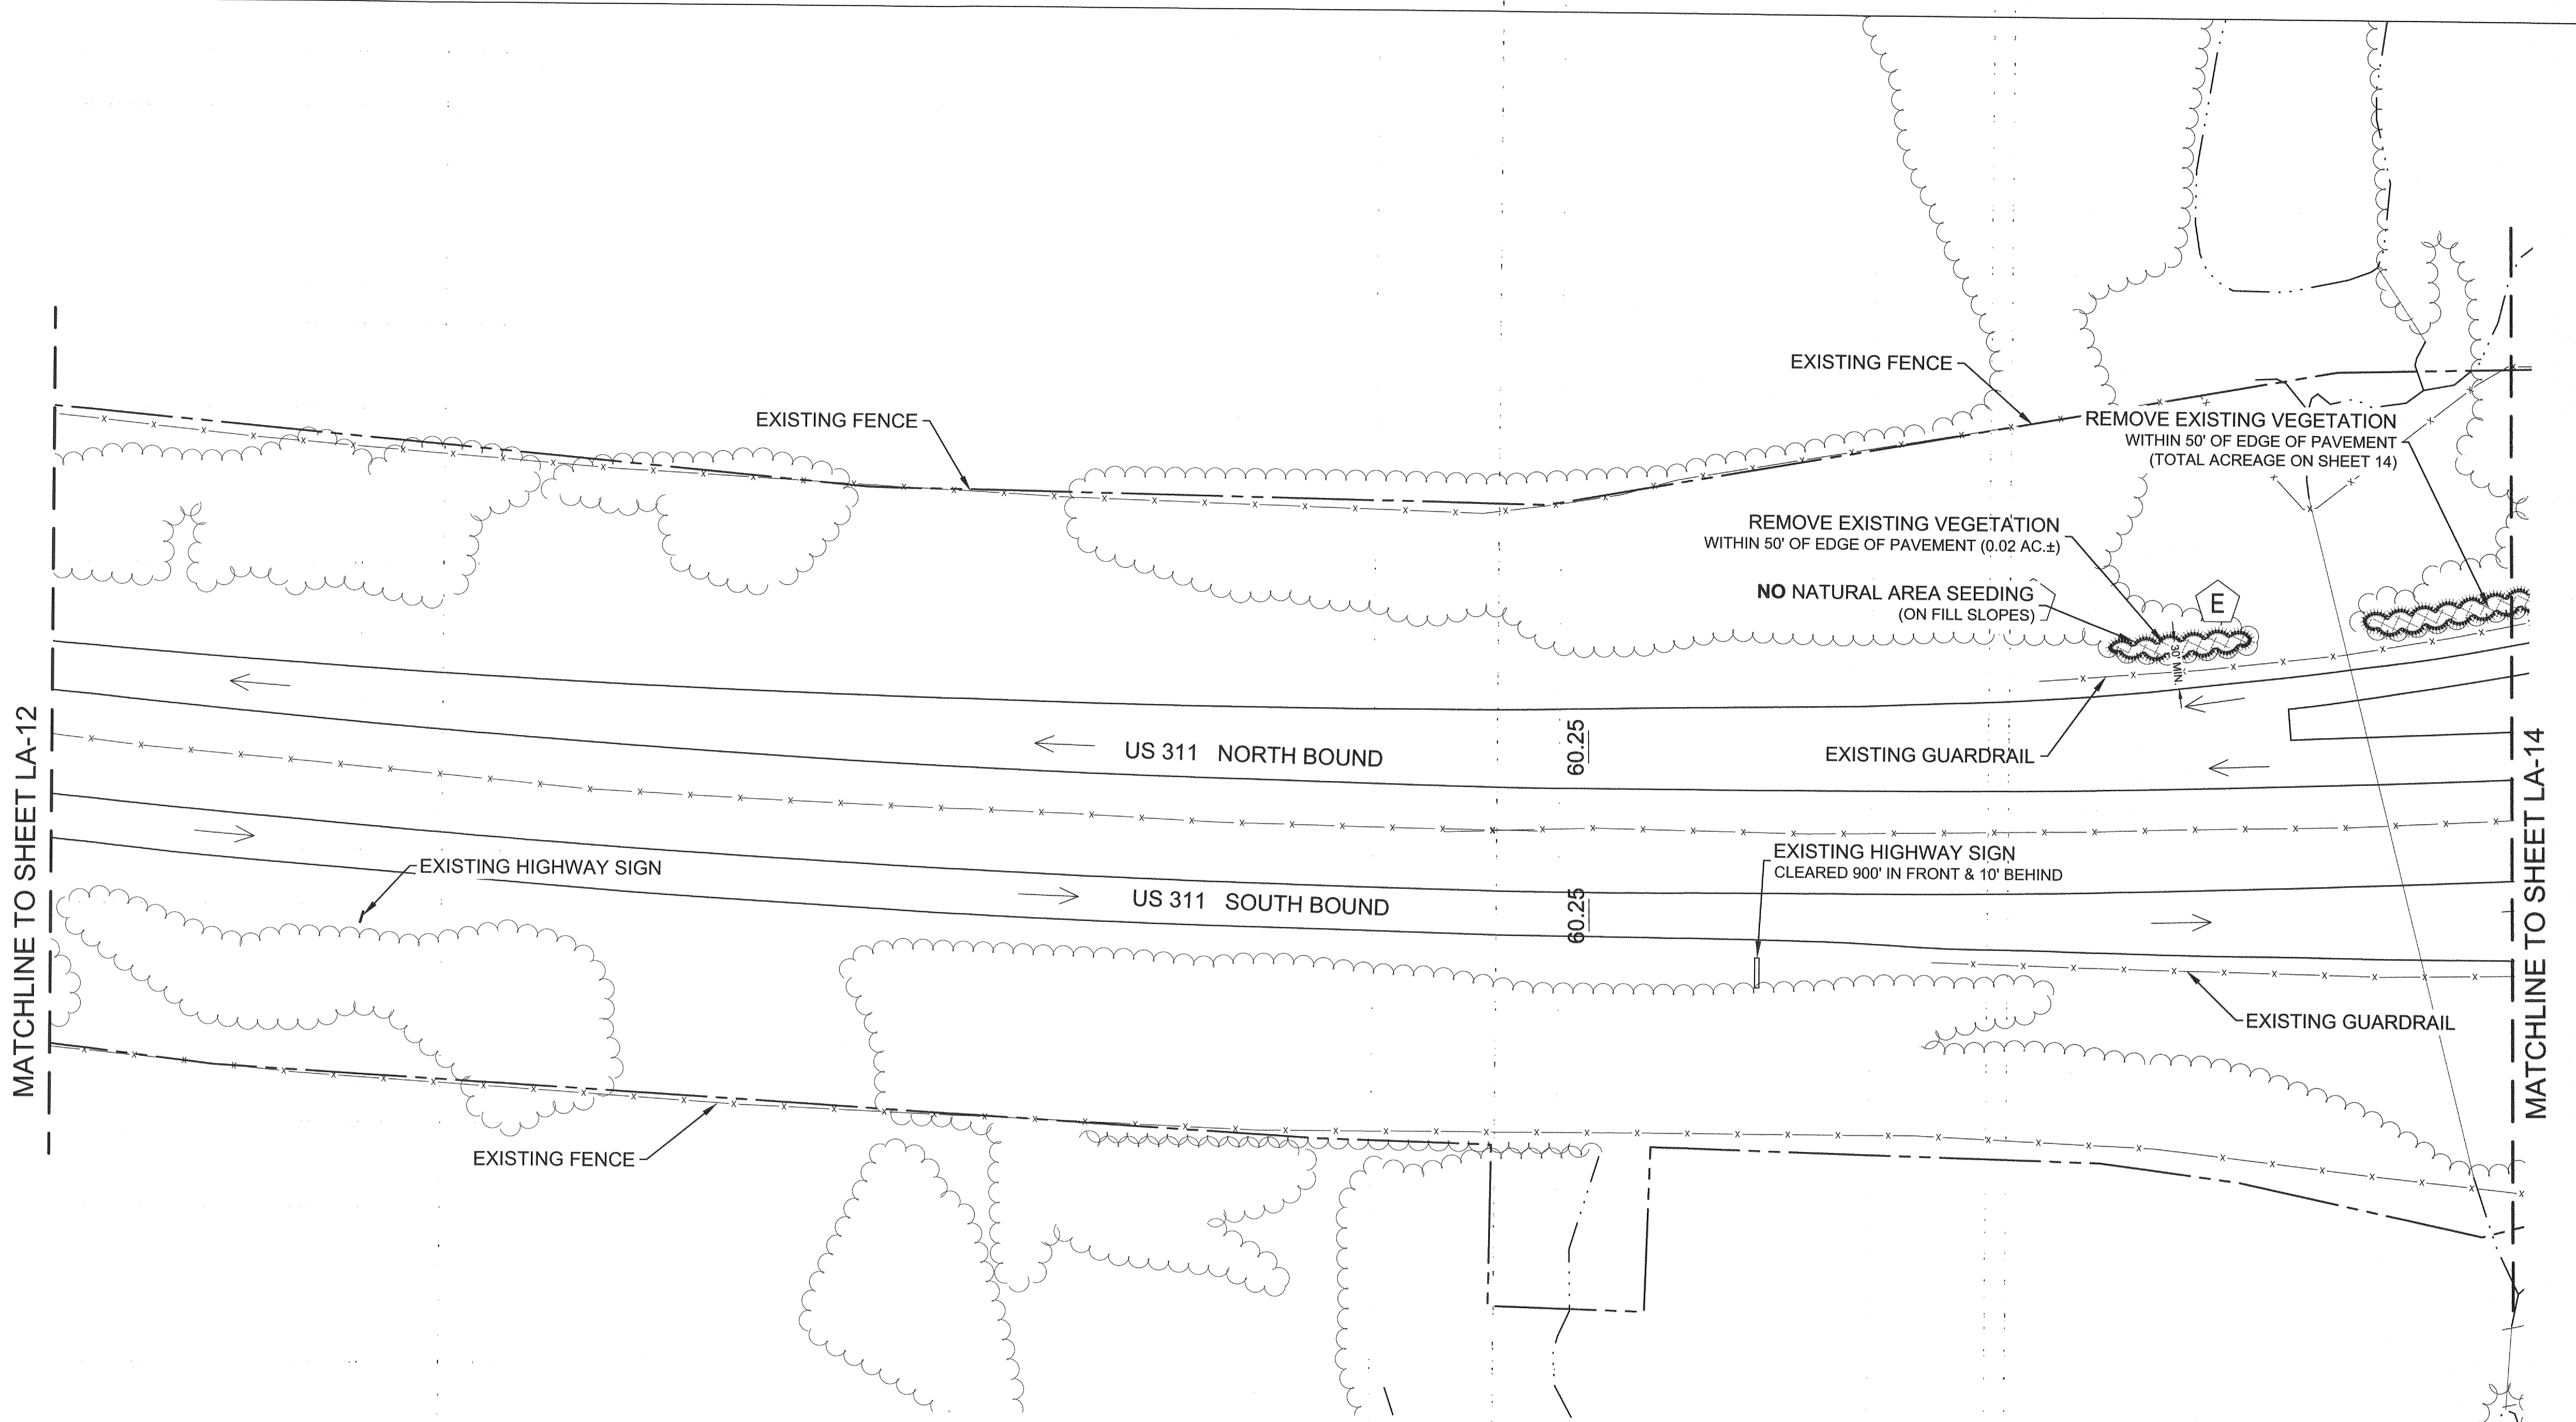 EXISTING FENCE
EXISTING FENCE
REMOVE EXISTING VEGETATION
WITHIN 50' OF EDGE OF PAVEMENT
(TOTAL ACREAGE ON SHEET 14)
REMOVE EXISTING VEGETATION
WITHIN 50' OF EDGE OF PAVEMENT (0.02 AC.±)
NO NATURAL AREA SEEDING
(ON FILL SLOPES)
E
30' MIN.
MATCHLINE TO SHEET LA-12
US 311 NORTH BOUND
60.25
EXISTING GUARDRAIL
MATCHLINE TO SHEET LA-14
EXISTING HIGHWAY SIGN
EXISTING HIGHWAY SIGN
CLEARED 900' IN FRONT & 10' BEHIND
US 311 SOUTH BOUND
60.25
EXISTING GUARDRAIL
EXISTING FENCE